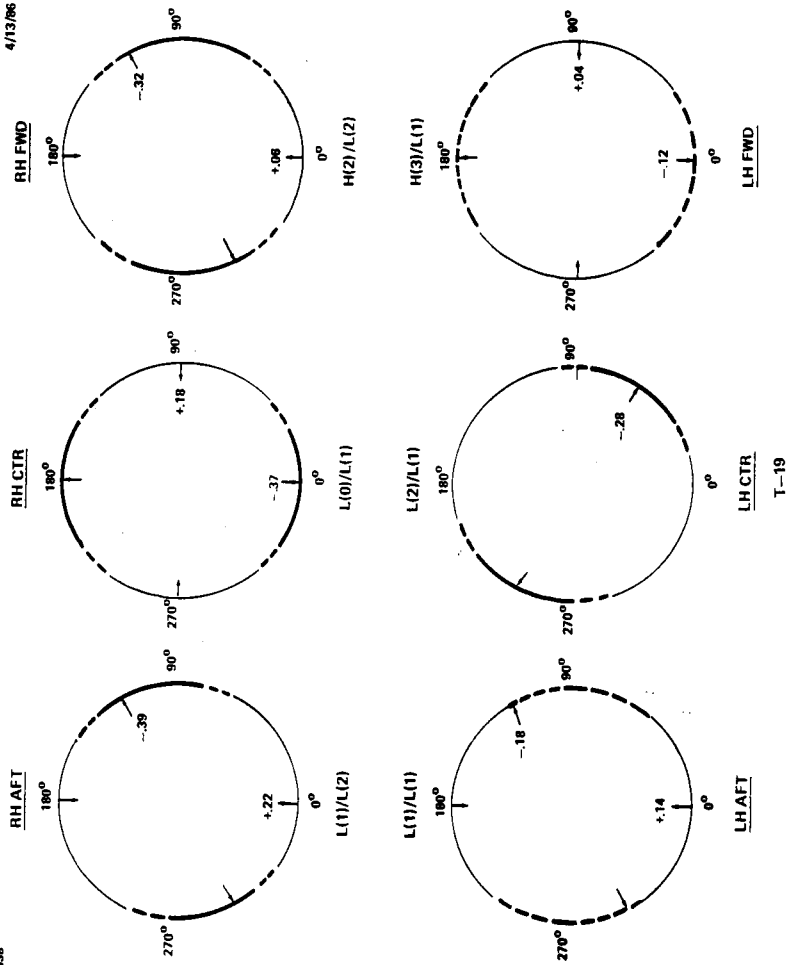 4/13/86
RH AFT
180°
270°
90°
-.39
+.22
0°
L(1)/L(2)
RH CTR
180°
270°
90°
+.18
-.37
0°
L(0)/L(1)
RH FWD
180°
270°
90°
-.32
+.06
0°
H(2)/L(2)
L(1)/L(1)
180°
270°
90°
-.18
+.14
0°
LH AFT
L(2)/L(1)
180°
270°
90°
-.28
0°
LH CTR
H(3)/L(1)
180°
270°
90°
+.04
-.12
0°
LH FWD
T-19